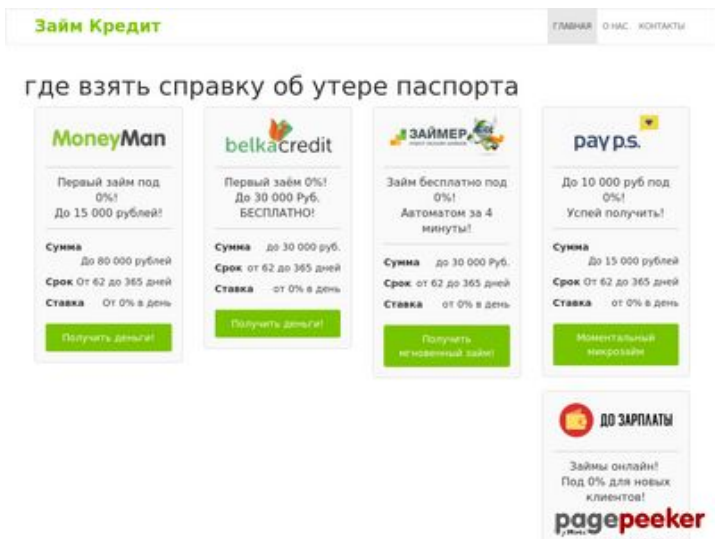 Займ Кредит
ГЛАВНАЯ О НАС КОНТАКТЫ
где взять справку об утере паспорта
MoneyMan
Первый займ под
0%!
До 15 000 рублей!
Сумма
До 80 000 рублей
Срок От 62 до 365 дней
Ставка От 0% в день
Получить деньги!
belkacredit
Первый заём 0%!
До 30 000 Руб.
БЕСПЛАТНО!
Сумма до 30 000 руб.
Срок от 62 до 365 дней
Ставка от 0% в день
Получить деньги!
ЗАЙМЕР
Займ бесплатно под
0%!
Автоматом за 4
минуты!
Сумма до 30 000 Руб.
Срок от 62 до 365 дней
Ставка от 0% в день
Получить
мгновенный займ!
pay p.s.
До 10 000 руб под
0%!
Успей получить!
Сумма
До 15 000 рублей
Срок От 62 до 365 дней
Ставка от 0% в день
Моментальный
микрозайм
ДО ЗАРПЛАТЫ
Займы онлайн!
Под 0% для новых
клиентов!
pagepeeker